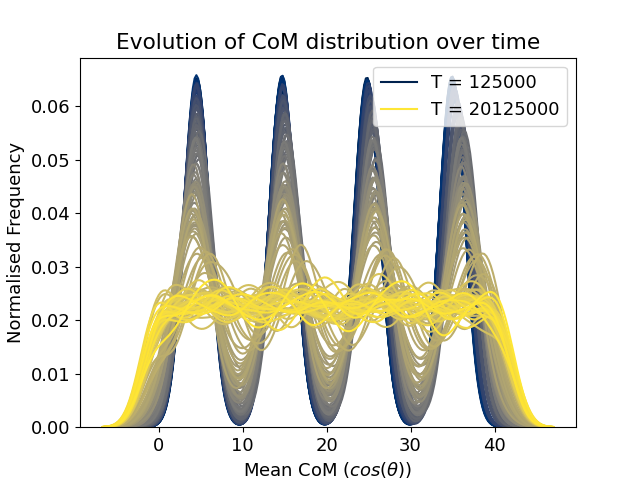 Evolution of CoM distribution over time
T = 125000
T = 20125000
Normalised Frequency
0.06
0.05
0.04
0.03
0.02
0.01
0.00
0 10 20 30 40
Mean CoM (cos(θ))